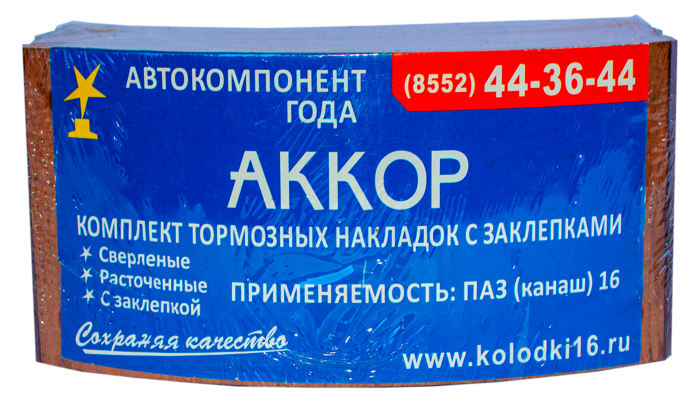 АВТОКОМПОНЕНТ
ГОДА
(8552) 44-36-44
АККОР
КОМПЛЕКТ ТОРМОЗНЫХ НАКЛАДОК С ЗАКЛЕПКАМИ
Сверленые
Расточенные
С заклепкой
ПРИМЕНЯЕМОСТЬ: ПАЗ (канаш) 16
Сохраняя качество
www.kolodki16.ru